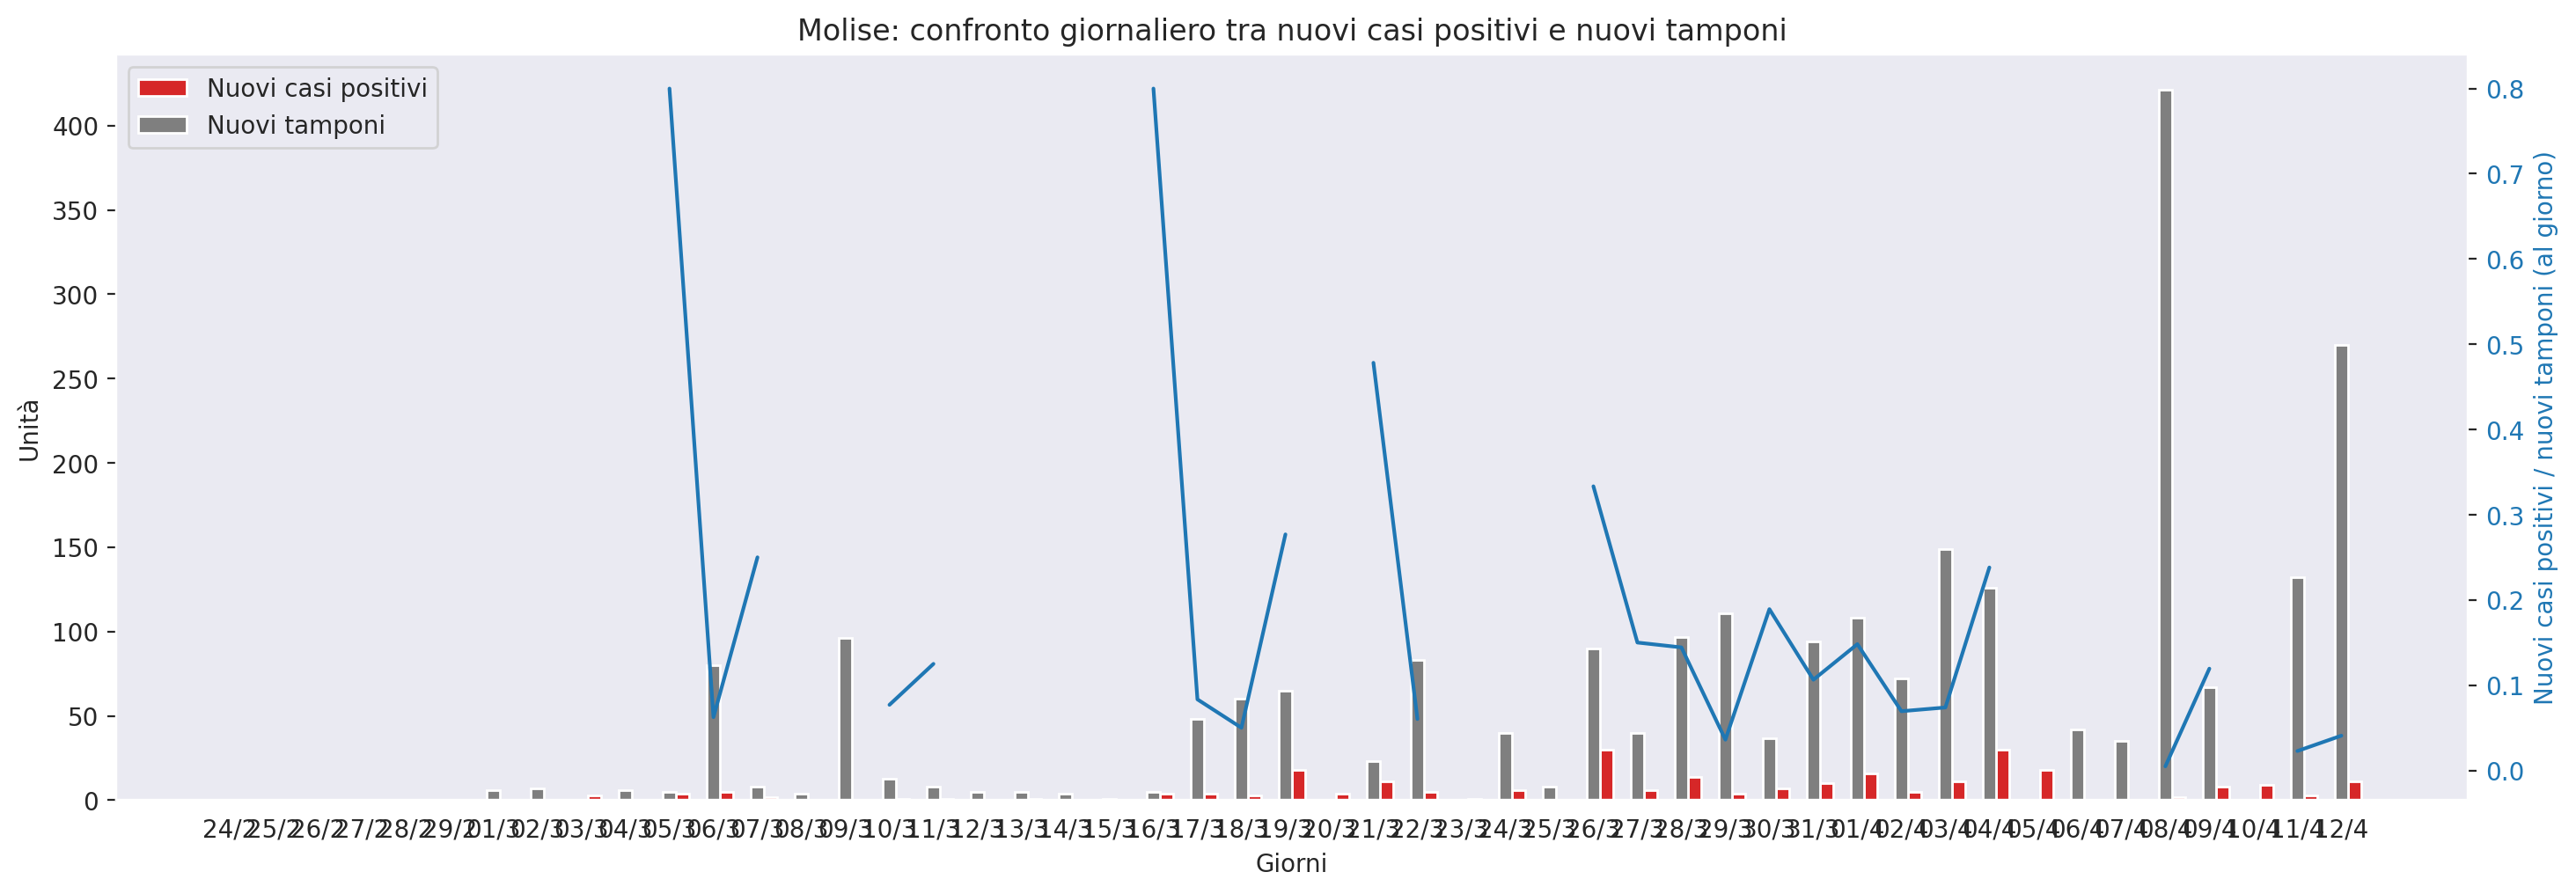 Molise: confronto giornaliero tra nuovi casi positivi e nuovi tamponi
Nuovi casi positivi
Nuovi tamponi
400
350
300
250
200
150
100
50
0
Unità
0.8
0.7
0.6
0.5
0.4
0.3
0.2
0.1
0.0
Nuovi casi positivi / nuovi tamponi (al giorno)
24/2 25/2 26/2 27/2 28/2 29/2 01/3 02/3 03/3 04/3 05/3 06/3 07/3 08/3 09/3 10/3 11/3 12/3 13/3 14/3 15/3 16/3 17/3 18/3 19/3 20/3 21/3 22/3 23/3 24/3 25/3 26/3 27/3 28/3 29/3 30/3 31/3 01/4 02/4 03/4 04/4 05/4 06/4 07/4 08/4 09/4 10/4 11/4 12/4
Giorni